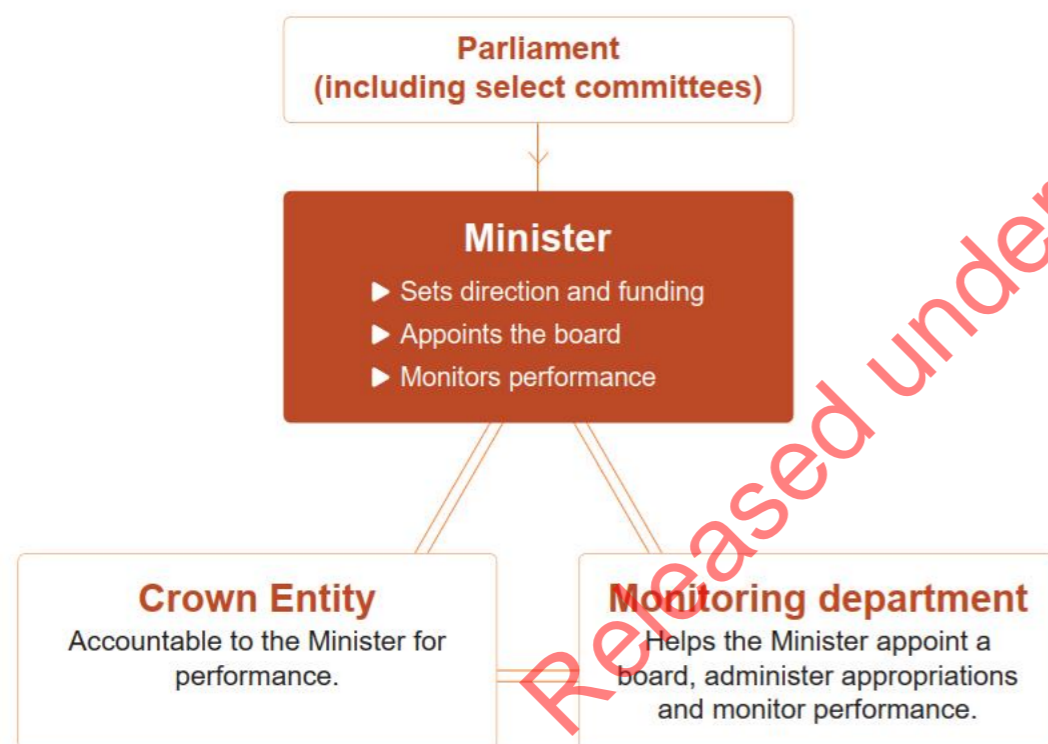 Parliament
(including select committees)
Minister
▶ Sets direction and funding
▶ Appoints the board
▶ Monitors performance
Crown Entity
Accountable to the Minister for
performance.
Monitoring department
Helps the Minister appoint a
board, administer appropriations
and monitor performance.
Released under